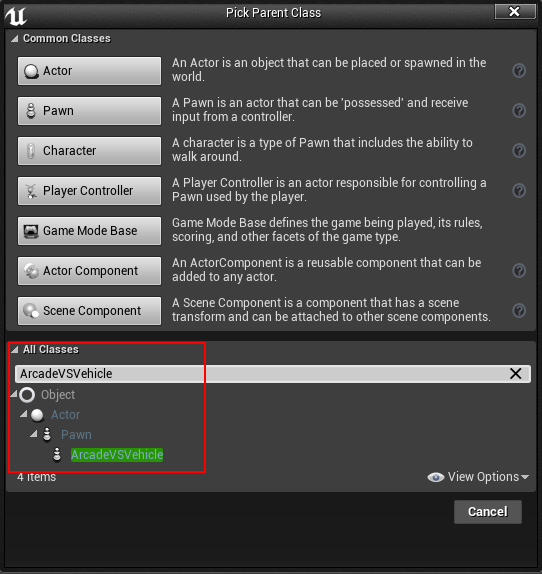 Pick Parent Class
Common Classes
Actor
An Actor is an object that can be placed or spawned in the
world.
Pawn
A Pawn is an actor that can be 'possessed' and receive
input from a controller.
Character
A character is a type of Pawn that includes the ability to
walk around.
Player Controller
A Player Controller is an actor responsible for controlling a
Pawn used by the player.
Game Mode Base
Game Mode Base defines the game being played, its rules,
scoring, and other facets of the game type.
Actor Component
An ActorComponent is a reusable component that can be
added to any actor.
Scene Component
A Scene Component is a component that has a scene
transform and can be attached to other scene components.
All Classes
ArcadeVSVehicle
Object
Actor
Pawn
ArcadeVSVehicle
4 items
View Options
Cancel